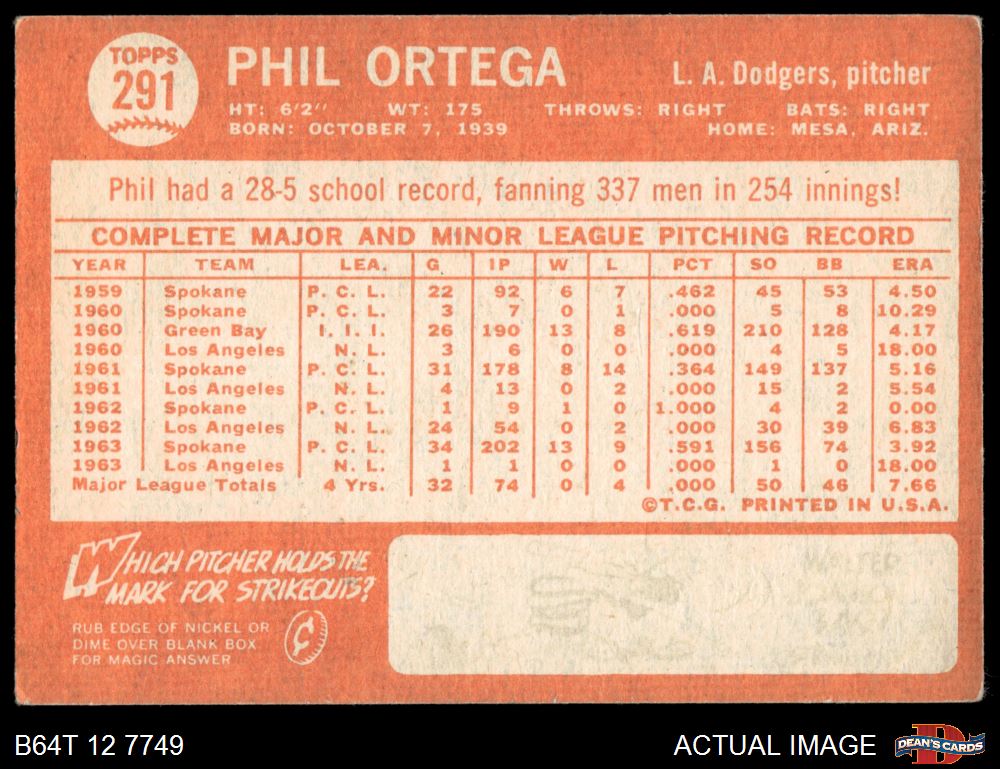 TOPPS
291
PHIL ORTEGA
L. A. Dodgers, pitcher
HT: 6'2" WT: 175 THROWS: RIGHT BATS: RIGHT
BORN: OCTOBER 7, 1939 HOME: MESA, ARIZ.
Phil had a 28-5 school record, fanning 337 men in 254 innings!
COMPLETE MAJOR AND MINOR LEAGUE PITCHING RECORD
YEAR TEAM LEA. G IP W L PCT SO BB ERA
1959 Spokane P. C. L. 22 92 6 7 .462 45 53 4.50
1960 Spokane P. C. L. 3 7 0 1 .000 5 8 10.29
1960 Green Bay I. I. I. 26 190 13 8 .619 210 128 4.17
1960 Los Angeles N. L. 3 6 0 0 .000 4 5 18.00
1961 Spokane P. C. L. 31 178 8 14 .364 149 137 5.16
1961 Los Angeles N. L. 4 13 0 2 .000 15 2 5.54
1962 Spokane P. C. L. 1 9 1 0 1.000 4 2 0.00
1962 Los Angeles N. L. 24 54 0 2 .000 30 39 6.83
1963 Spokane P. C. L. 34 202 13 9 .591 156 74 3.92
1963 Los Angeles N. L. 1 1 0 0 .000 1 0 18.00
Major League Totals 4 Yrs. 32 74 0 4 .000 50 46 7.66
©T.C.G. PRINTED IN U.S.A.
WHICH PITCHER HOLDS THE
MARK FOR STRIKEOUTS?
RUB EDGE OF NICKEL OR
DIME OVER BLANK BOX
FOR MAGIC ANSWER
¢
WALTER
B64T 12 7749
ACTUAL IMAGE
D
DEAN'S CARDS